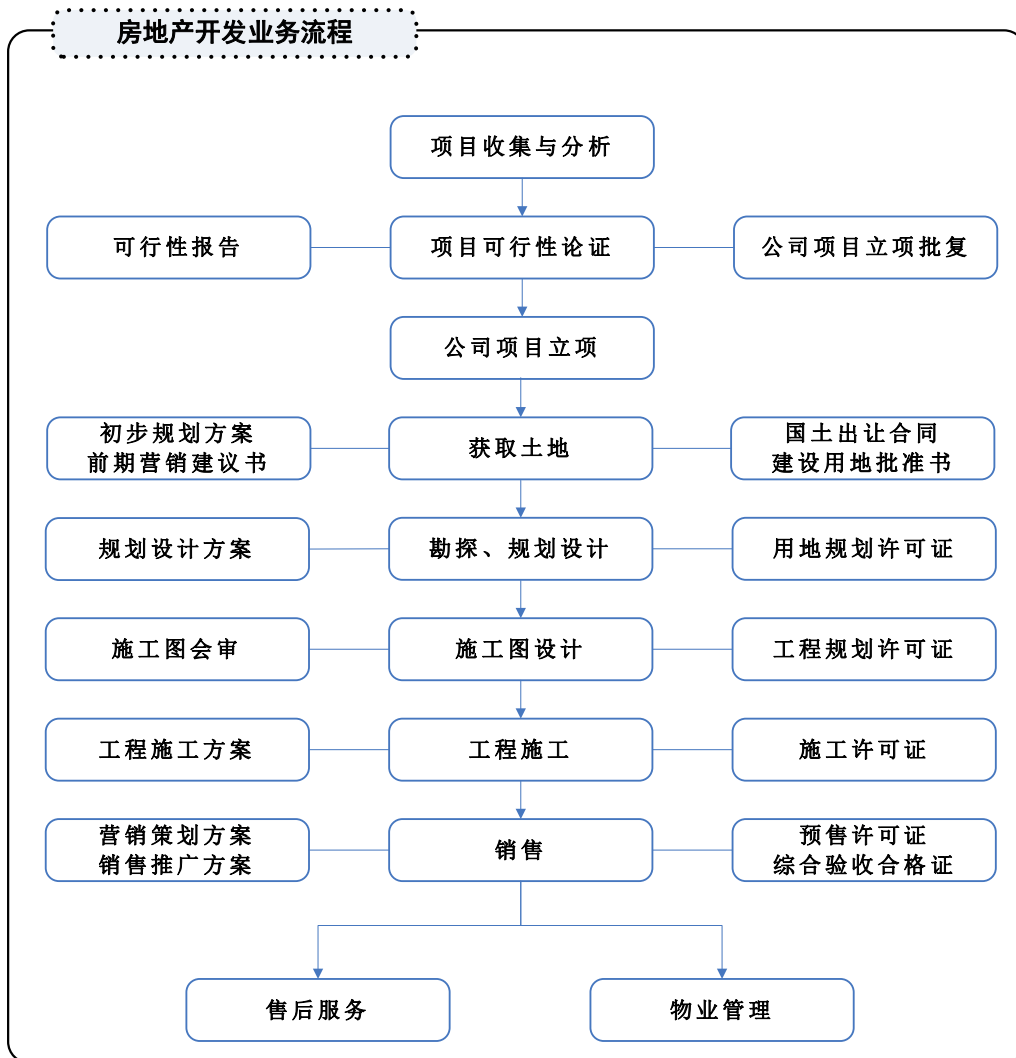 房地产开发业务流程
项目收集与分析
可行性报告
项目可行性论证
公司项目立项批复
公司项目立项
初步规划方案
前期营销建议书
获取土地
国土出让合同
建设用地批准书
规划设计方案
勘探、规划设计
用地规划许可证
施工图会审
施工图设计
工程规划许可证
工程施工方案
工程施工
施工许可证
营销策划方案
销售推广方案
销售
预售许可证
综合验收合格证
售后服务
物业管理